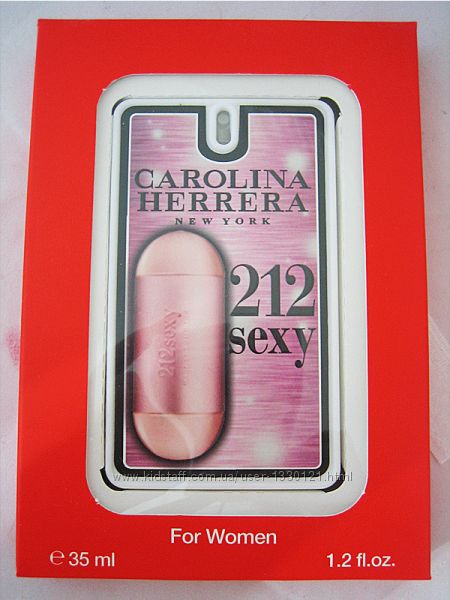 CAROLINA
HERRERA
NEW YORK
212
sexy
212sexy
www.kidstaff.com.ua/user-1330121.html
For Women
℮ 35 ml
1.2 fl.oz.